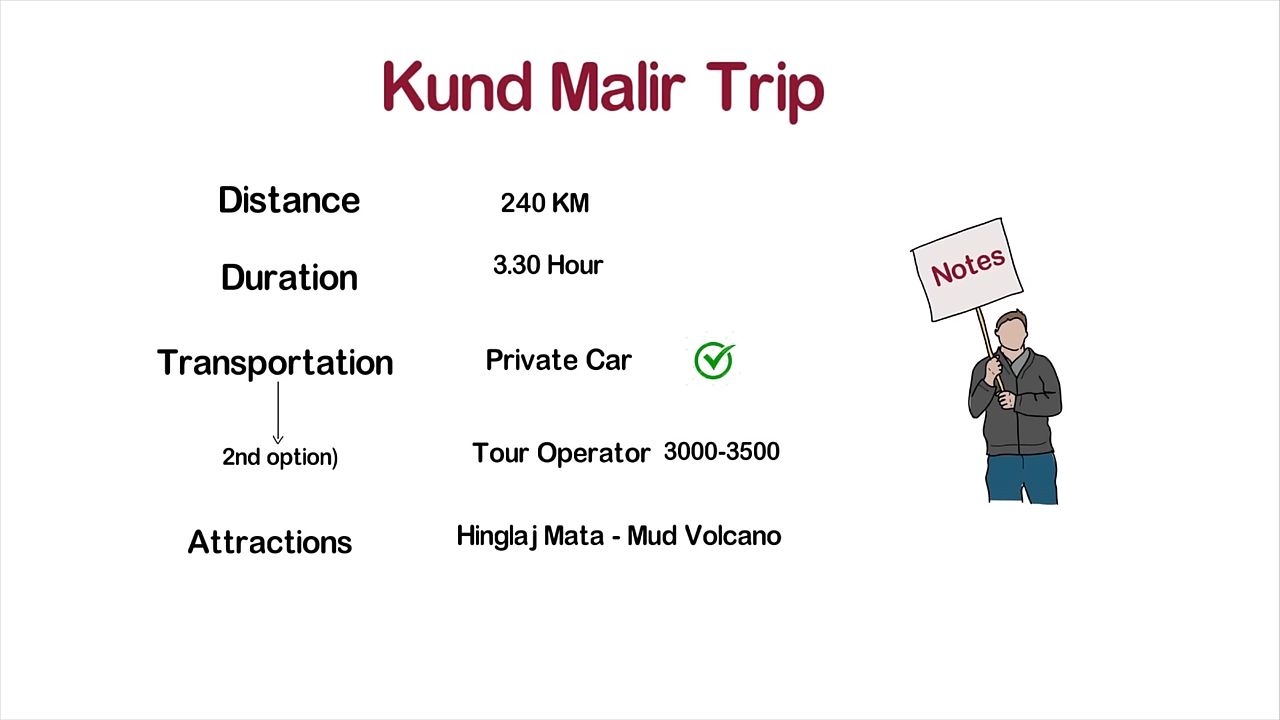 Kund Malir Trip
Distance 240 KM
Duration 3.30 Hour
Notes
Transportation Private Car
2nd option) Tour Operator 3000-3500
Attractions Hinglaj Mata - Mud Volcano